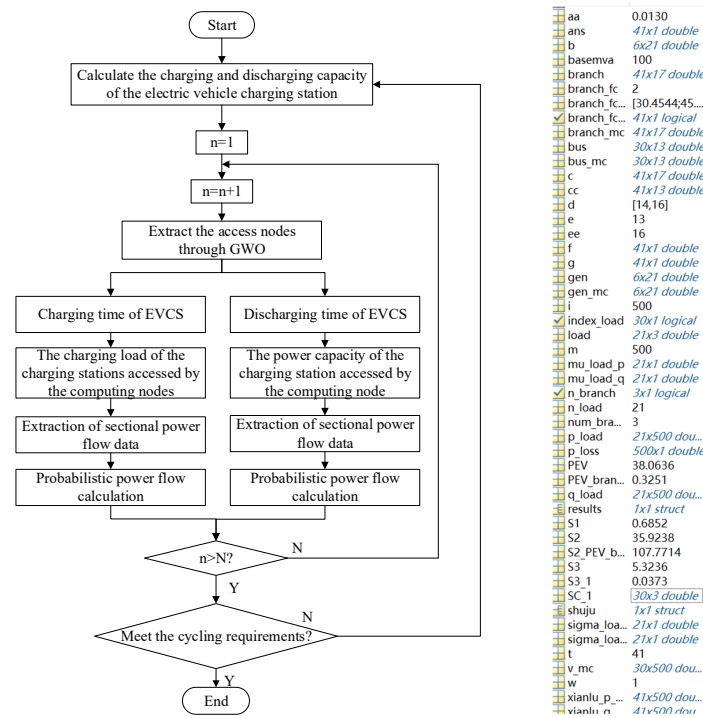 Start
Calculate the charging and discharging capacity
of the electric vehicle charging station
n=1
n=n+1
Extract the access nodes
through GWO
Charging time of EVCS
Discharging time of EVCS
The charging load of the
charging stations accessed by
the computing nodes
The power capacity of the
charging station accessed by
the computing node
Extraction of sectional power
flow data
Extraction of sectional power
flow data
Probabilistic power flow
calculation
Probabilistic power flow
calculation
n>N?
N
Y
Meet the cycling requirements?
N
Y
End
aa 0.0130
ans 41x1 double
b 6x21 double
basemva 100
branch 41x17 double
branch_fc 2
branch_fc... [30.4544;45....
branch_fc... 41x1 logical
branch_mc 41x17 double
bus 30x13 double
bus_mc 30x13 double
c 41x17 double
cc 41x13 double
d [14,16]
e 13
ee 16
f 41x1 double
g 41x1 double
gen 6x21 double
gen_mc 6x21 double
i 500
index_load 30x1 logical
load 21x3 double
m 500
mu_load_p 21x1 double
mu_load_q 21x1 double
n_branch 3x1 logical
n_load 21
num_bra... 3
p_load 21x500 dou...
p_loss 500x1 double
PEV 38.0636
PEV_bran... 0.3251
q_load 21x500 dou...
results 1x1 struct
S1 0.6852
S2 35.9238
S2_PEV_b... 107.7714
S3 5.3236
S3_1 0.0373
SC_1 30x3 double
shuju 1x1 struct
sigma_loa... 21x1 double
sigma_loa... 21x1 double
t 41
v_mc 30x500 dou...
w 1
xianlu_p_... 41x500 dou...
xianlu_q 41x500 dou...